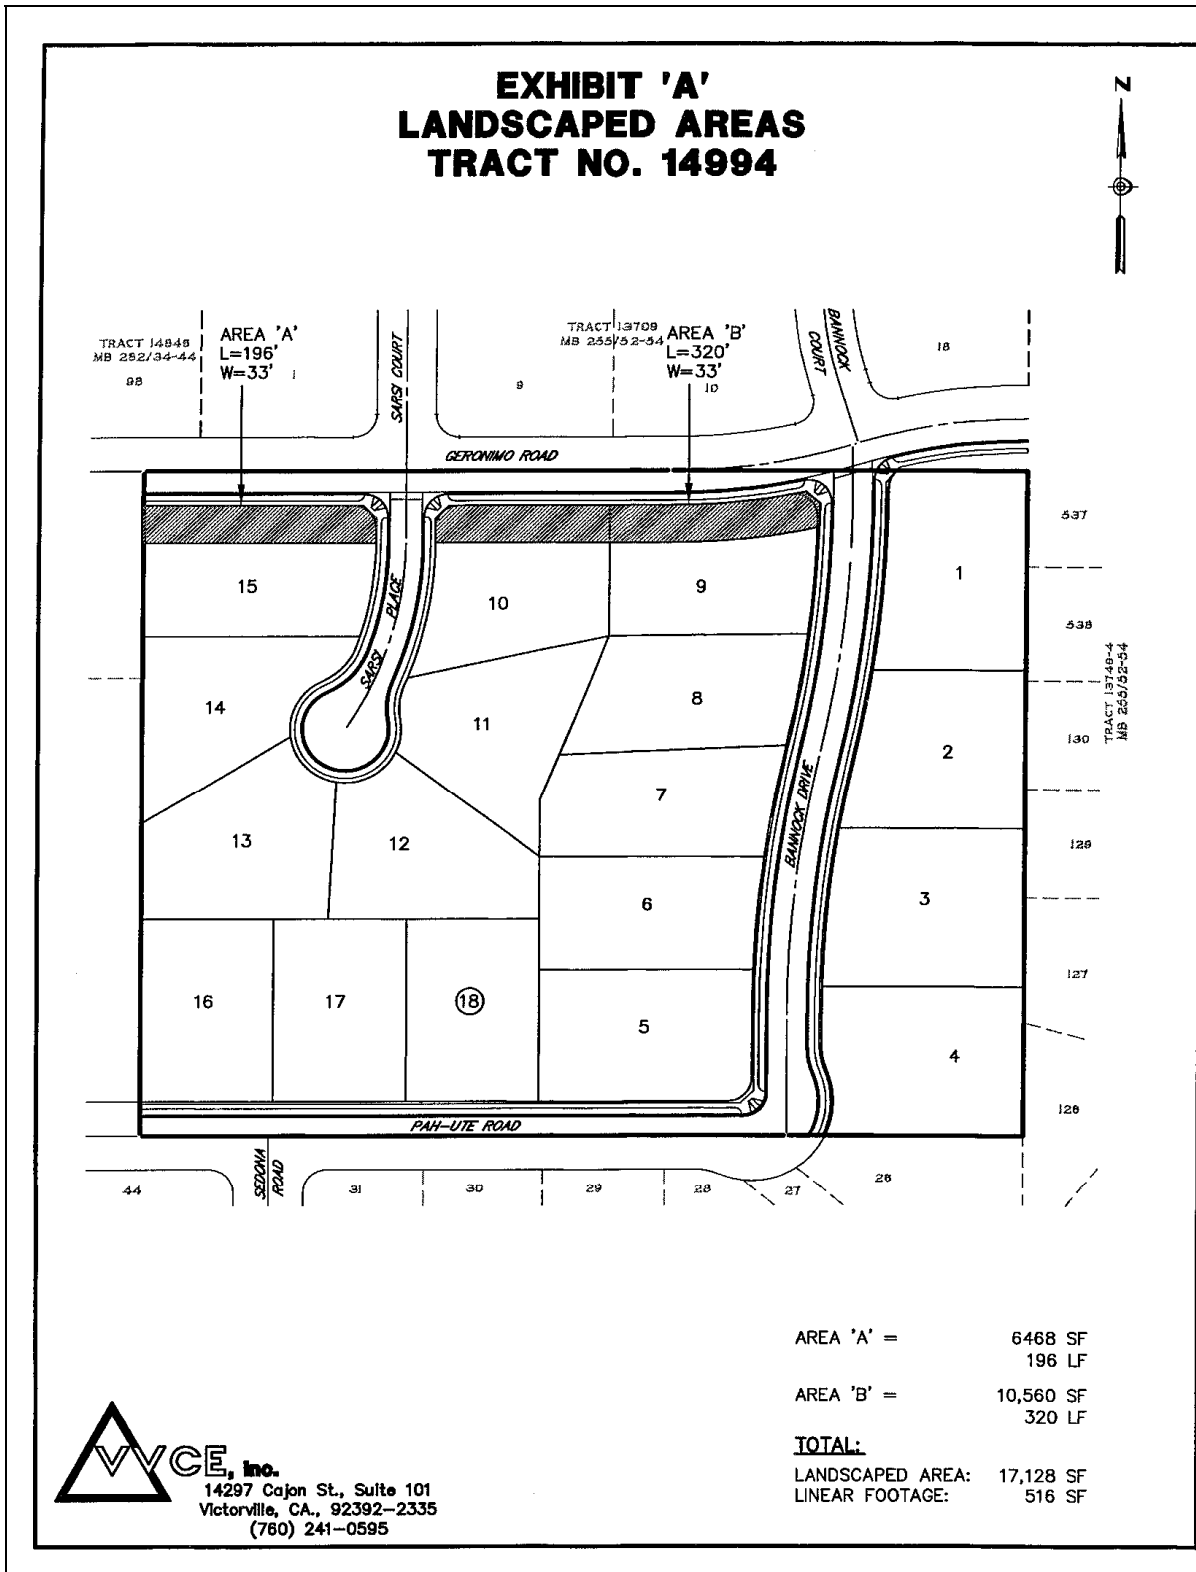 EXHIBIT 'A'
LANDSCAPED AREAS
TRACT NO. 14994
N
TRACT 14848
MB 252/34-44
98
AREA 'A'
L=196'
W=33'
1
SARSI COURT
9
TRACT 13709
MB 255/52-54
AREA 'B'
L=320'
W=33'
10
BANNOCK
COURT
18
GERONIMO ROAD
537
538
TRACT 13748-4
MB 255/52-54
130
129
127
128
15
SARSI PLACE
10
9
1
14
11
8
2
13
12
7
BANNOCK DRIVE
6
3
16
17
18
5
4
PAH-UTE ROAD
44
SEDONA
ROAD
31
30
29
28
27
26
AREA 'A' = 6468 SF
196 LF
AREA 'B' = 10,560 SF
320 LF
TOTAL:
LANDSCAPED AREA: 17,128 SF
LINEAR FOOTAGE: 516 SF
VVCE, Inc.
14297 Cajon St., Suite 101
Victorville, CA., 92392-2335
(760) 241-0595